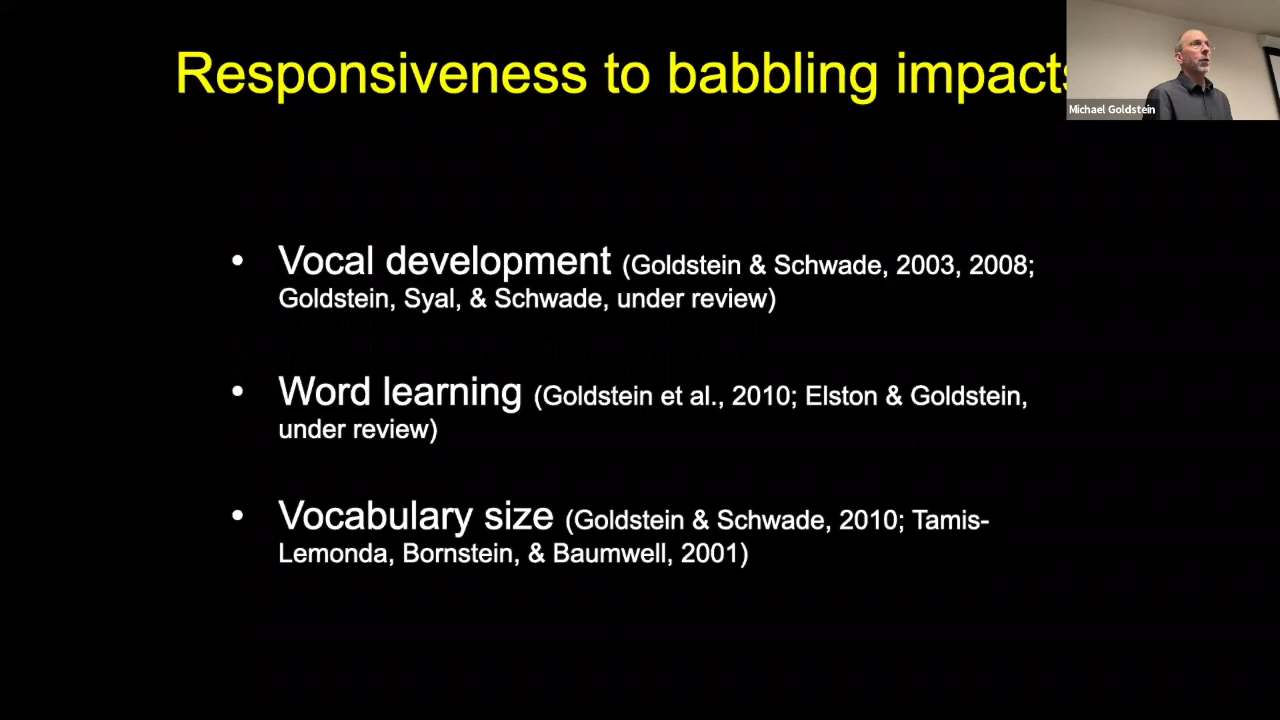 Responsiveness to babbling impacts
Michael Goldstein
• Vocal development (Goldstein & Schwade, 2003, 2008;
Goldstein, Syal, & Schwade, under review)
• Word learning (Goldstein et al., 2010; Elston & Goldstein,
under review)
• Vocabulary size (Goldstein & Schwade, 2010; Tamis-
Lemonda, Bornstein, & Baumwell, 2001)